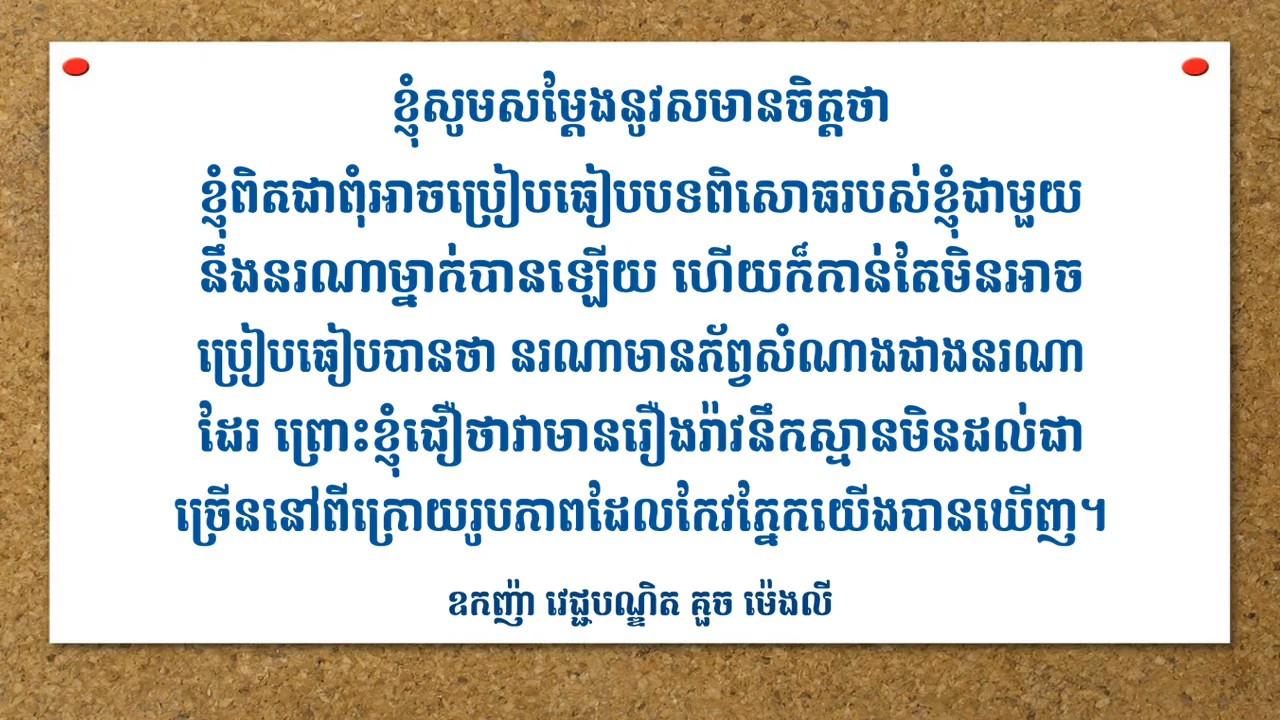 ខ្ញុំសូមសម្ដែងនូវសមានចិត្តថា
ខ្ញុំពិតជាពុំអាចប្រៀបធៀបបទពិសោធរបស់ខ្ញុំជាមួយ
នឹងនរណាម្នាក់បានឡើយ ហើយក៏កាន់តែមិនអាច
ប្រៀបធៀបបានថា នរណាមានភ័ព្វសំណាងជាងនរណា
ដែរ ព្រោះខ្ញុំជឿថាវាមានរឿងរ៉ាវនឹកស្មានមិនដល់ជា
ច្រើននៅពីក្រោយរូបភាពដែលកែវភ្នែកយើងបានឃើញ។
ឧកញ៉ា វេជ្ជបណ្ឌិត គួច ម៉េងលី